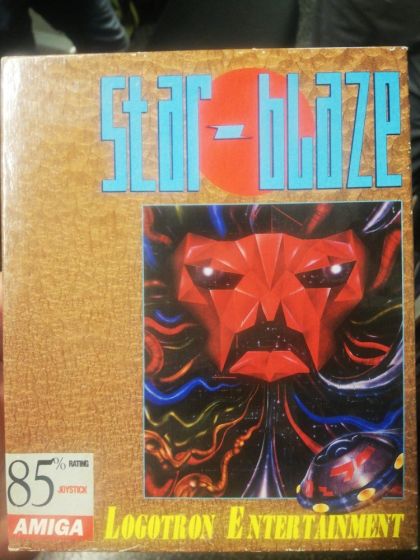 Star-blaze
85% RATING
JOYSTICK
AMIGA
LOGOTRON ENTERTAINMENT